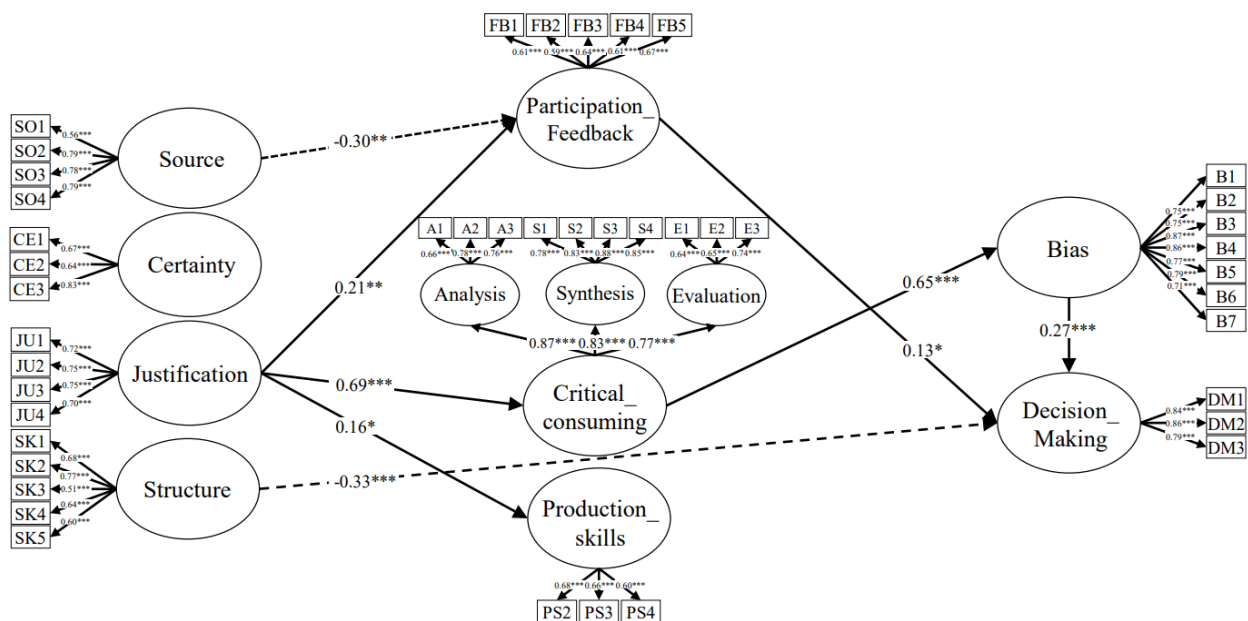 FB1 FB2 FB3 FB4 FB5
0.61*** 0.59*** 0.64*** 0.61*** 0.67***
Participation_
Feedback
SO1
SO2
SO3
SO4
0.56***
0.79***
0.78***
0.79***
Source
-0.30**
CE1
CE2
CE3
0.67***
0.64***
0.83***
Certainty
A1 A2 A3 S1 S2 S3 S4 E1 E2 E3
0.66*** 0.78*** 0.76*** 0.78*** 0.83*** 0.88*** 0.85*** 0.64*** 0.65*** 0.74***
Analysis
Synthesis
Evaluation
0.87*** 0.83*** 0.77***
0.21**
JU1
JU2
JU3
JU4
0.72***
0.75***
0.75***
0.70***
Justification
0.69***
0.16*
Critical_
consuming
SK1
SK2
SK3
SK4
SK5
0.68***
0.77***
0.51***
0.64***
0.60***
Structure
-0.33***
Production_
skills
0.68*** 0.66*** 0.60***
PS2 PS3 PS4
0.65***
0.13*
Bias
B1
B2
B3
B4
B5
B6
B7
0.75***
0.75***
0.87***
0.86***
0.77***
0.79***
0.71***
0.27***
Decision_
Making
0.84***
0.86***
0.79***
DM1
DM2
DM3